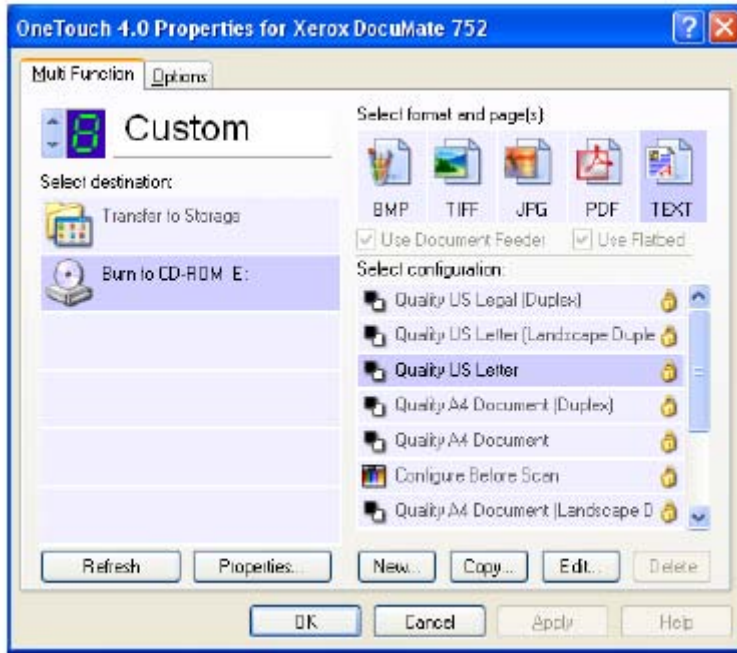 OneTouch 4.0 Properties for Xerox DocuMate 752
Multi Function
Options
8
Custom
Select destination:
Transfer to Storage
Burn to CD-ROM E:
Refresh
Properties...
Select format and page(s):
BMP
TIFF
JPG
PDF
TEXT
Use Document Feeder
Use Flatbed
Select configuration:
Quality US Legal (Duplex)
Quality US Letter (Landscape Duple
Quality US Letter
Quality A4 Document (Duplex)
Quality A4 Document
Configure Before Scan
Quality A4 Document (Landscape D
New...
Copy...
Edit...
Delete
OK
Cancel
Apply
Help